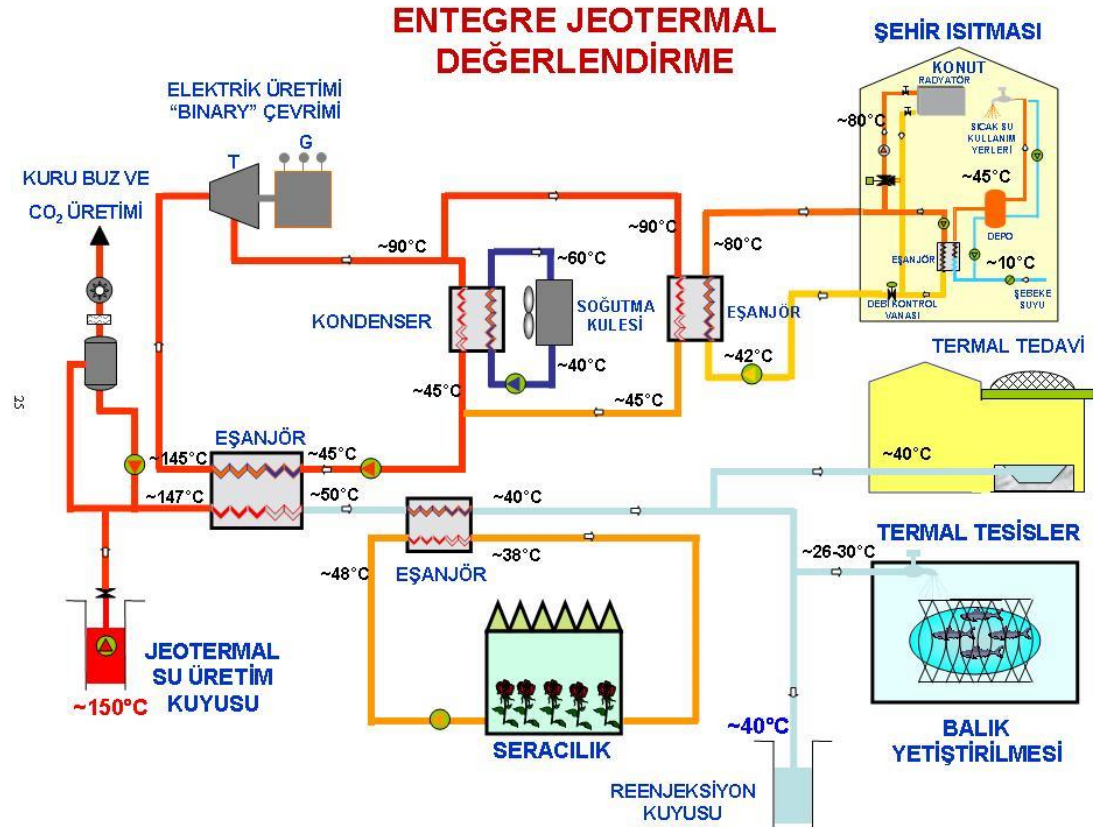 ENTEGRE JEOTERMAL
DEĞERLENDİRME
ŞEHİR ISITMASI
KONUT
RADYATÖR
~80°C
SICAK SU
KULLANIM
YERLERİ
~45°C
DEPO
EŞANJÖR
~10°C
ŞEBEKE
SUYU
DEBİ KONTROL
VANASI
ELEKTRİK ÜRETİMİ
“BINARY” ÇEVRİMİ
T
G
KURU BUZ VE
CO₂ ÜRETİMİ
~90°C
~60°C
KONDENSER
SOĞUTMA
KULESİ
~40°C
~45°C
~90°C
~80°C
EŞANJÖR
~42°C
~45°C
TERMAL TEDAVİ
~40°C
25
EŞANJÖR
~145°C
~45°C
~147°C
~50°C
~40°C
~48°C
~38°C
EŞANJÖR
TERMAL TESİSLER
~26-30°C
JEOTERMAL
SU ÜRETİM
KUYUSU
~150°C
SERACILIK
~40°C
REENJEKSİYON
KUYUSU
BALIK
YETİŞTİRİLMESİ